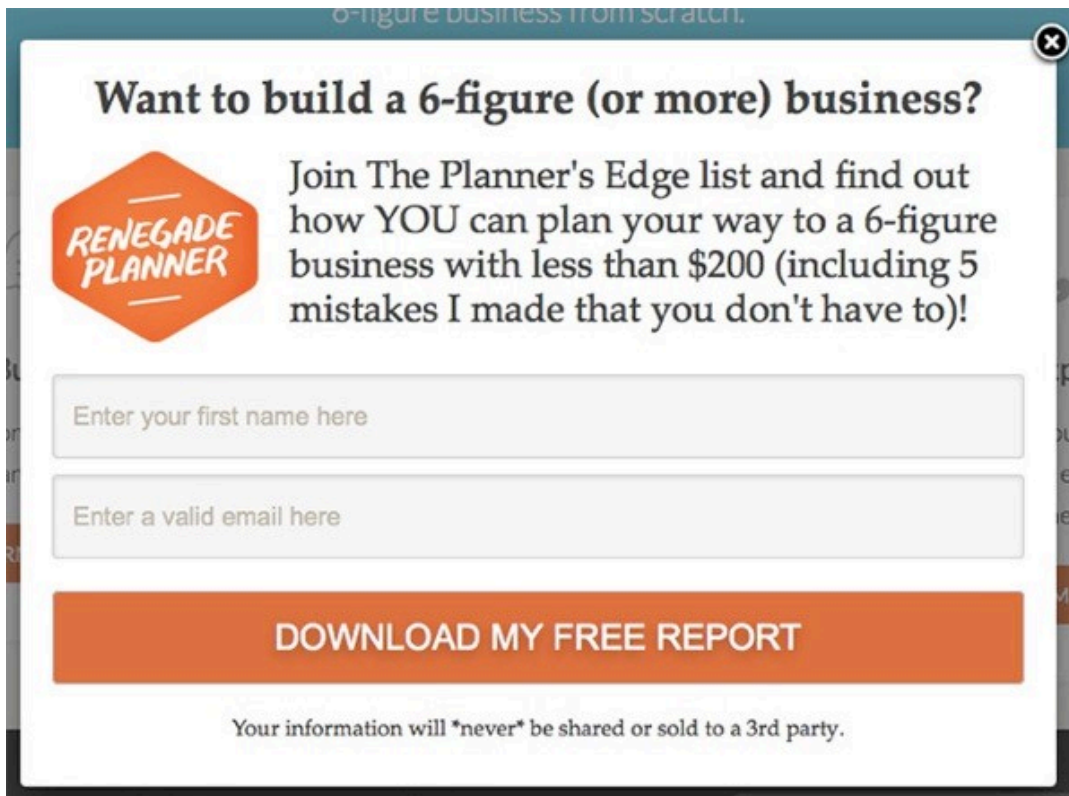 6-figure business from scratch.
Want to build a 6-figure (or more) business?
RENEGADE
PLANNER
Join The Planner's Edge list and find out
how YOU can plan your way to a 6-figure
business with less than $200 (including 5
mistakes I made that you don't have to)!
Enter your first name here
Enter a valid email here
DOWNLOAD MY FREE REPORT
Your information will *never* be shared or sold to a 3rd party.